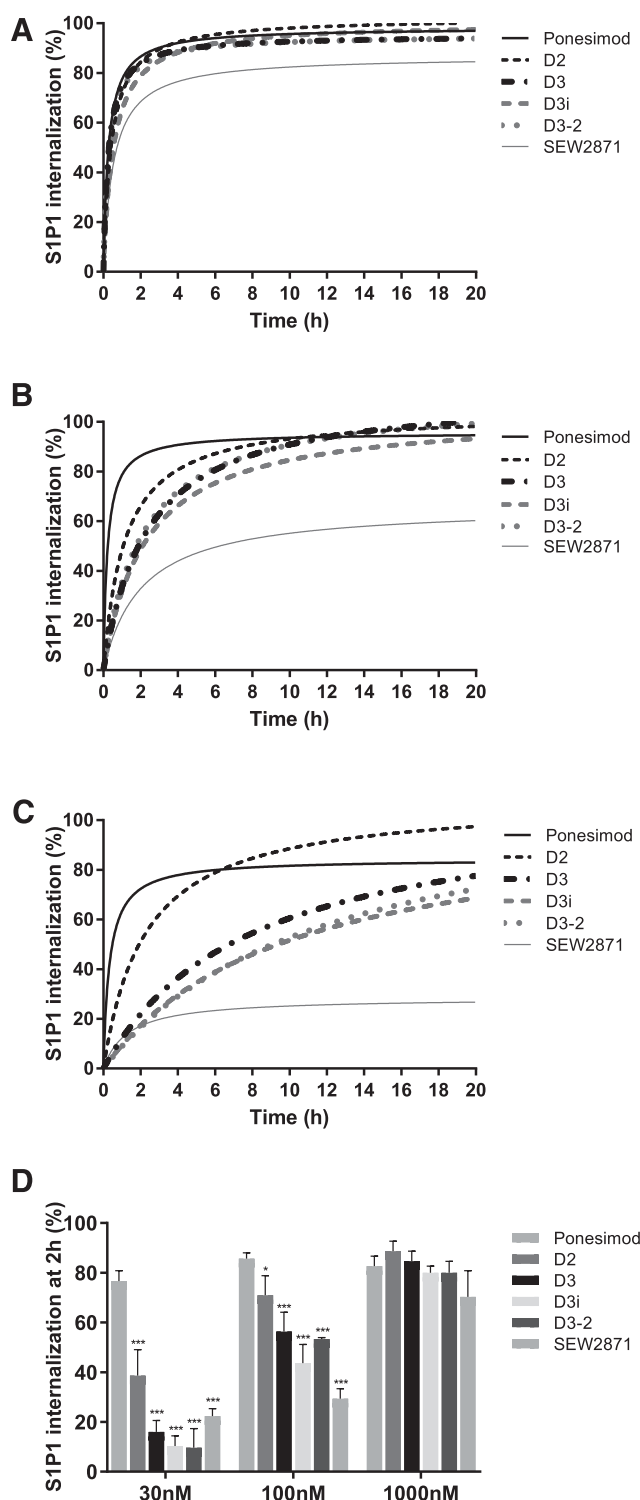 A
S1P1 internalization (%)
100
80
60
40
20
0
0 2 4 6 8 10 12 14 16 18 20
Time (h)
Ponesimod
D2
D3
D3i
D3-2
SEW2871
B
S1P1 internalization (%)
100
80
60
40
20
0
0 2 4 6 8 10 12 14 16 18 20
Time (h)
Ponesimod
D2
D3
D3i
D3-2
SEW2871
C
S1P1 internalization (%)
100
80
60
40
20
0
0 2 4 6 8 10 12 14 16 18 20
Time (h)
Ponesimod
D2
D3
D3i
D3-2
SEW2871
D
S1P1 internalization at 2h (%)
100
80
60
40
20
0
*** *** *** *** ***
* *** *** *** ***
30nM 100nM 1000nM
Ponesimod
D2
D3
D3i
D3-2
SEW2871